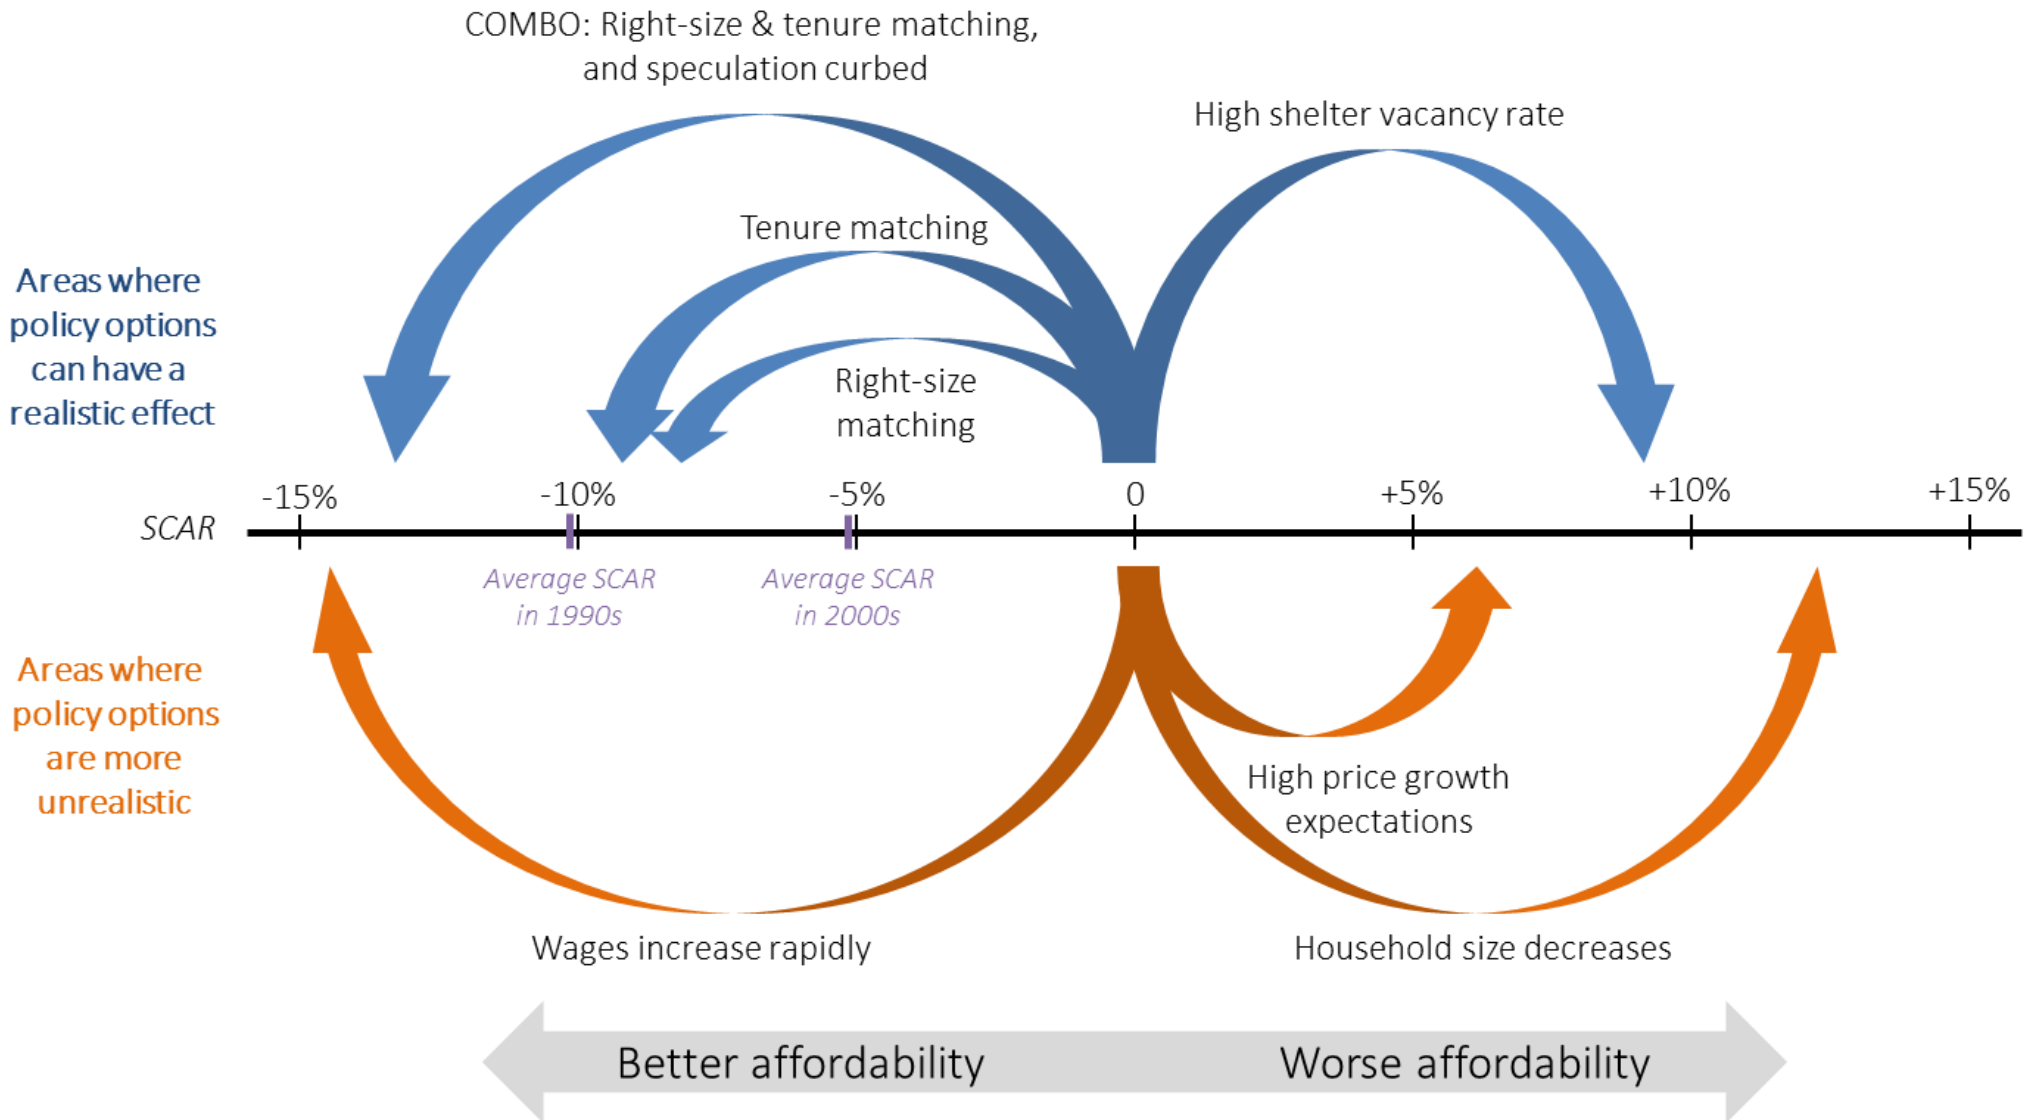 COMBO: Right-size & tenure matching,
and speculation curbed
High shelter vacancy rate
Tenure matching
Right-size
matching
Areas where
policy options
can have a
realistic effect
-15%
-10%
-5%
0
+5%
+10%
+15%
SCAR
Average SCAR
in 1990s
Average SCAR
in 2000s
Areas where
policy options
are more
unrealistic
High price growth
expectations
Wages increase rapidly
Household size decreases
Better affordability
Worse affordability